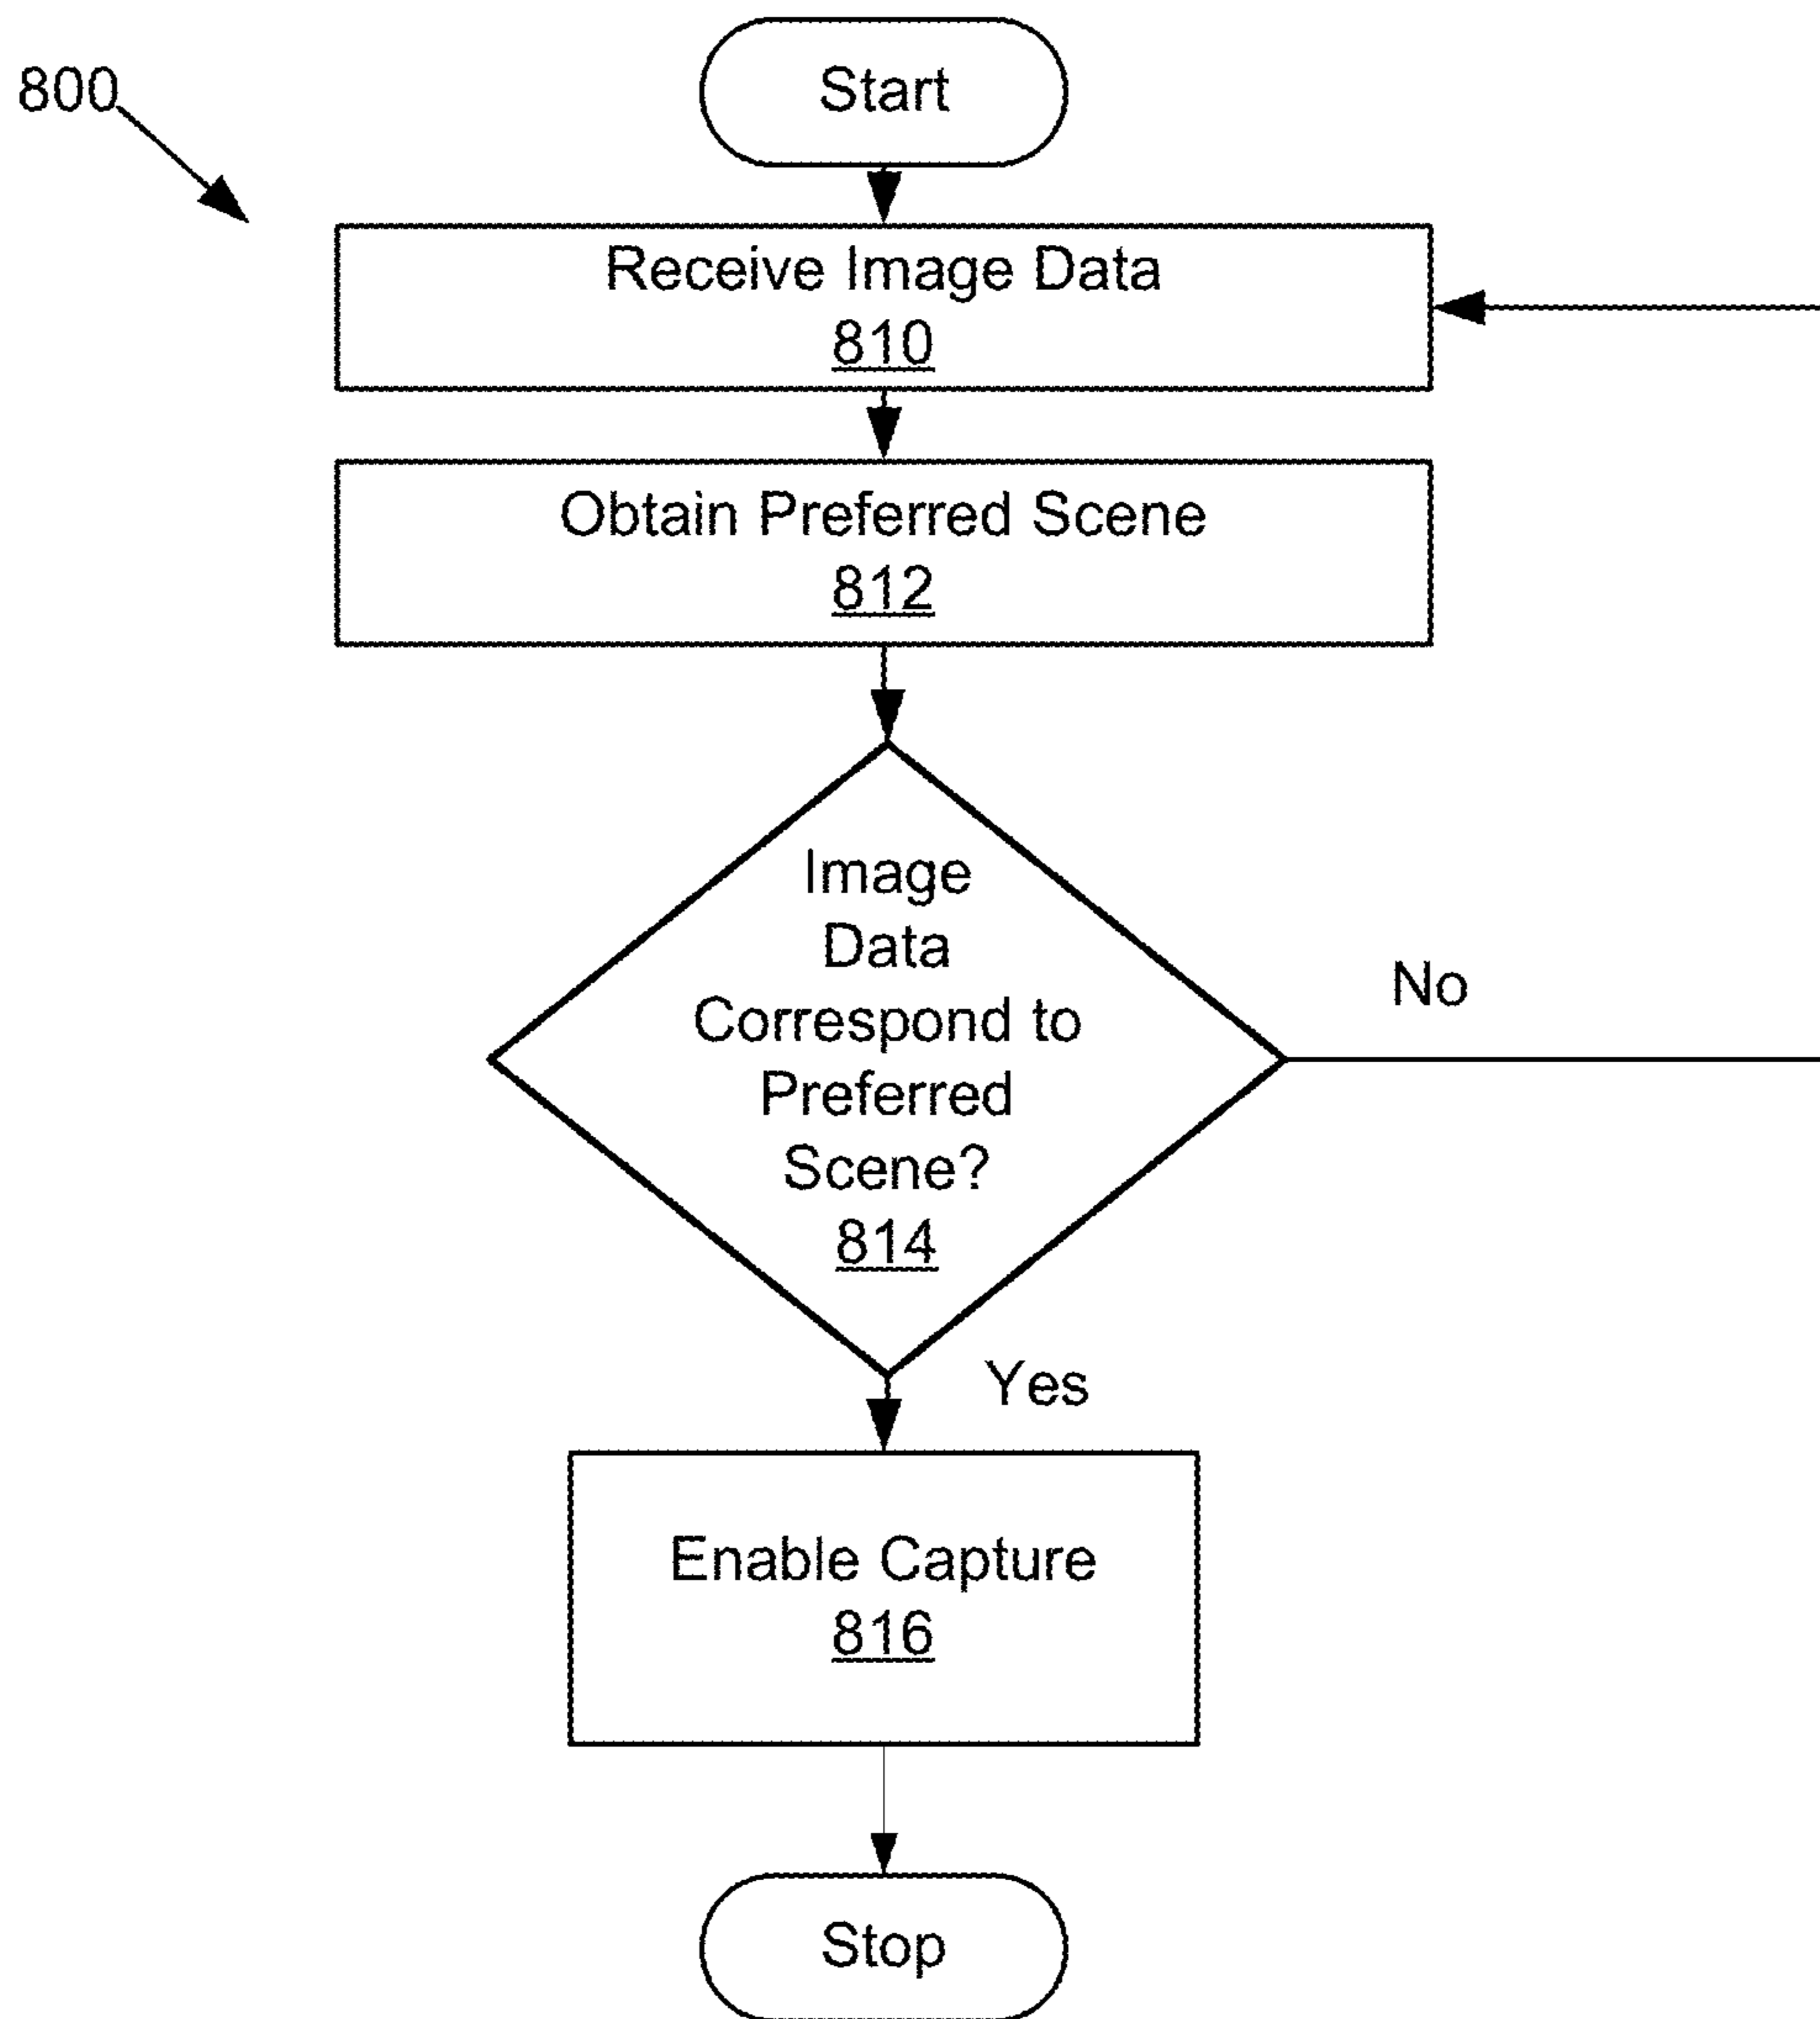 800
Start
Receive Image Data
810
Obtain Preferred Scene
812
Image
Data
Correspond to
Preferred
Scene?
814
No
Yes
Enable Capture
816
Stop